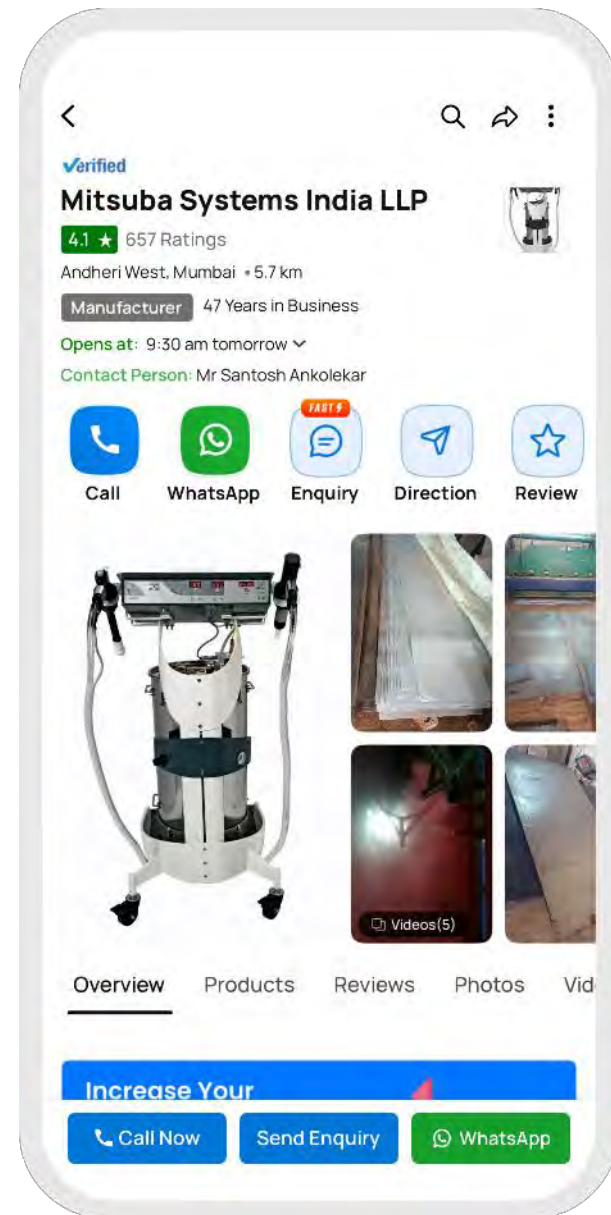 Verified
Mitsuba Systems India LLP
4.1 ★ 657 Ratings
Andheri West, Mumbai • 5.7 km
Manufacturer 47 Years in Business
Opens at: 9:30 am tomorrow
Contact Person: Mr Santosh Ankolekar
FAST
Call WhatsApp Enquiry Direction Review
Videos(5)
Overview Products Reviews Photos Vid
Increase Your
Call Now Send Enquiry WhatsApp